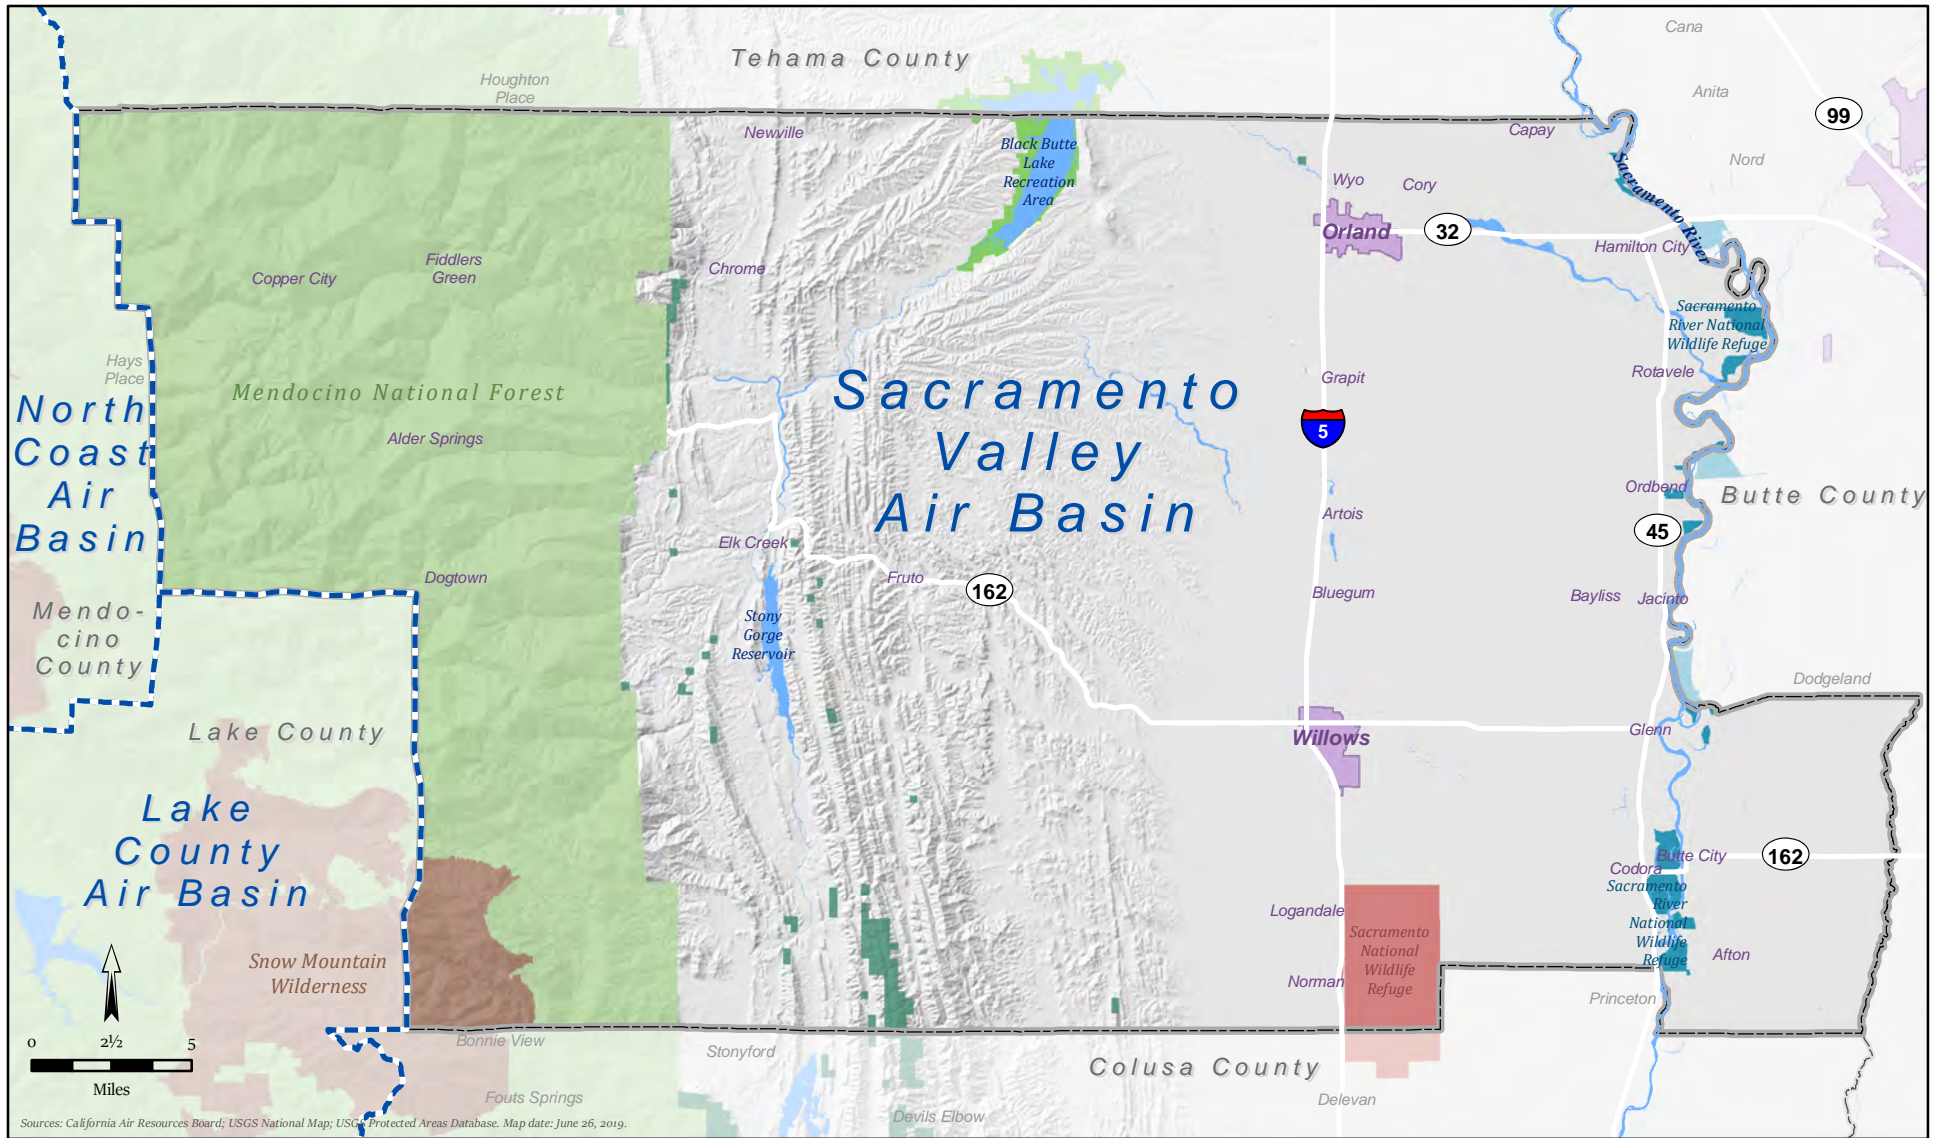 Cana
Tehama County
Houghton
Place
Anita
99
Newville
Capay
Black Butte
Lake
Recreation
Area
Nord
Wyo
Cory
Sacramento River
Orland
32
Hamilton City
Copper City
Fiddlers
Green
Chrome
Sacramento
River National
Wildlife Refuge
Hays
Place
Mendocino National Forest
Grapit
Rotavele
North
Coast
Air
Basin
Sacramento
Valley
Air Basin
Alder Springs
5
Ordbend
Butte County
Artois
45
Elk Creek
Dogtown
Fruto
162
Bluegum
Bayliss
Jacinto
Mendo-
cino
County
Stony
Gorge
Reservoir
Dodgeland
Lake County
Willows
Glenn
Lake
County
Air Basin
Butte City
162
Codora
Sacramento
River
National
Wildlife
Refuge
Logandale
Sacramento
National
Wildlife
Refuge
Afton
Snow Mountain
Wilderness
Norman
Princeton
0 2½ 5
Miles
Bonnie View
Stonyford
Colusa County
Fouts Springs
Delevan
Devils Elbow
Sources: California Air Resources Board; USGS National Map; USGS Protected Areas Database. Map date: June 26, 2019.